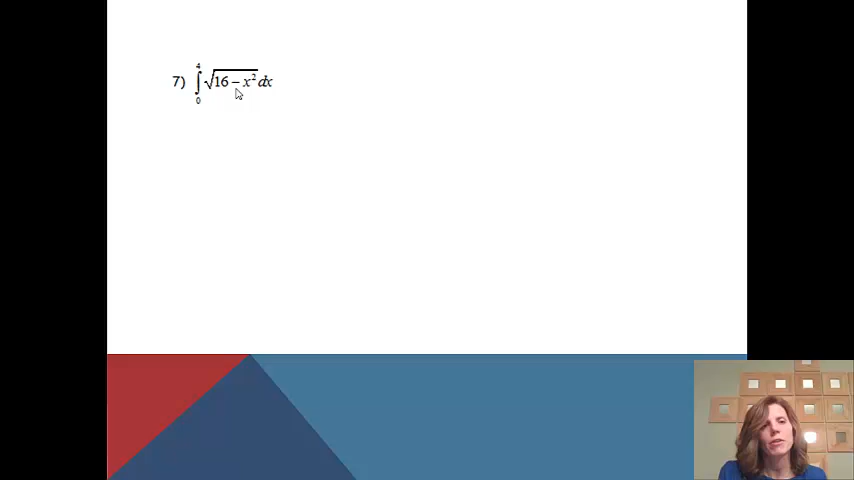 7) ∫₀⁴ √(16 − x²) dx